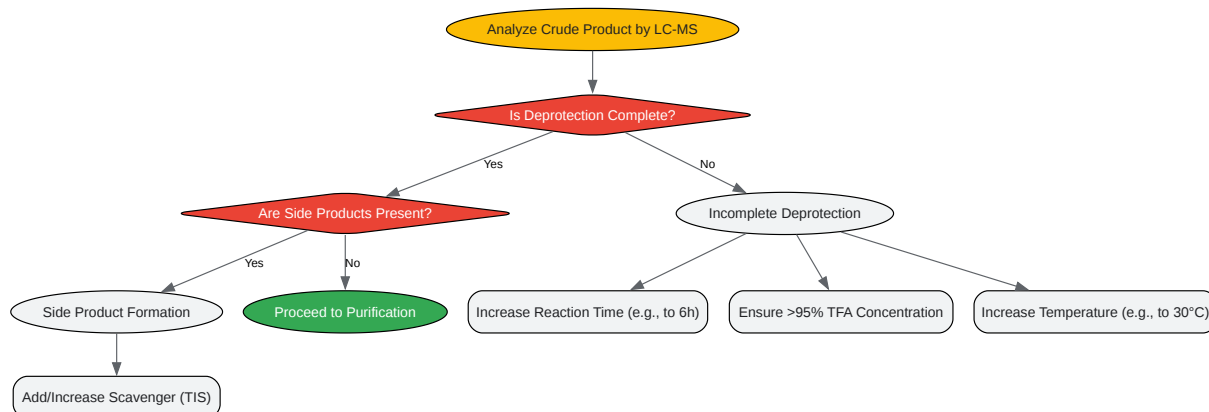 Analyze Crude Product by LC-MS
Is Deprotection Complete?
Yes
No
Are Side Products Present?
Incomplete Deprotection
Yes
No
Side Product Formation
Proceed to Purification
Increase Reaction Time (e.g., to 6h)
Ensure >95% TFA Concentration
Increase Temperature (e.g., to 30°C)
Add/Increase Scavenger (TIS)